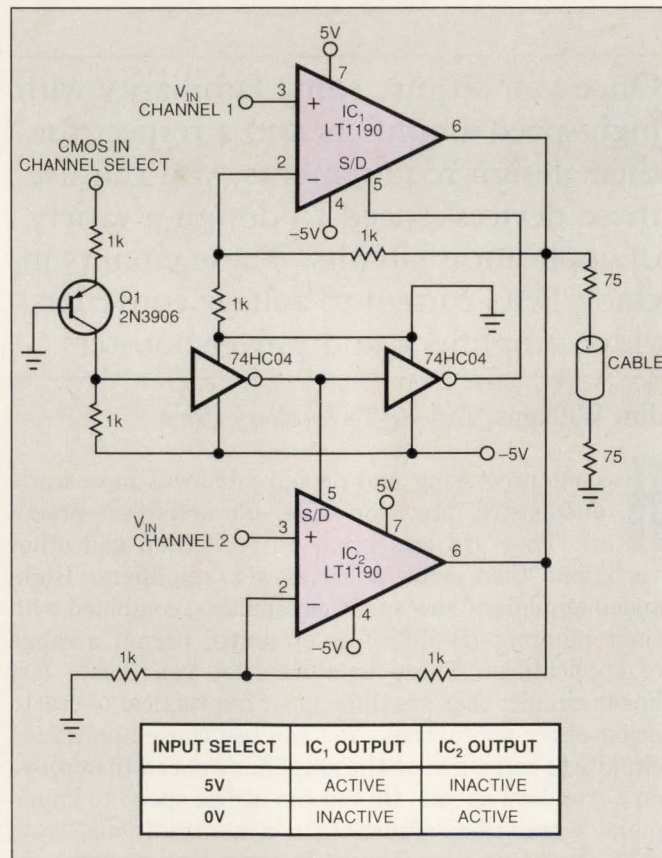 5V
7
V_IN
CHANNEL 1
3
+
IC₁
LT1190
6
CMOS IN
CHANNEL SELECT
2
–
S/D
5
4
–5V
1k
1k
75
1k
Q1
2N3906
74HC04
74HC04
CABLE
1k
–5V
75
5V
5
S/D
7
V_IN
CHANNEL 2
3
+
IC₂
LT1190
6
2
–
4
–5V
1k
1k
INPUT SELECT IC₁ OUTPUT IC₂ OUTPUT
5V ACTIVE INACTIVE
0V INACTIVE ACTIVE